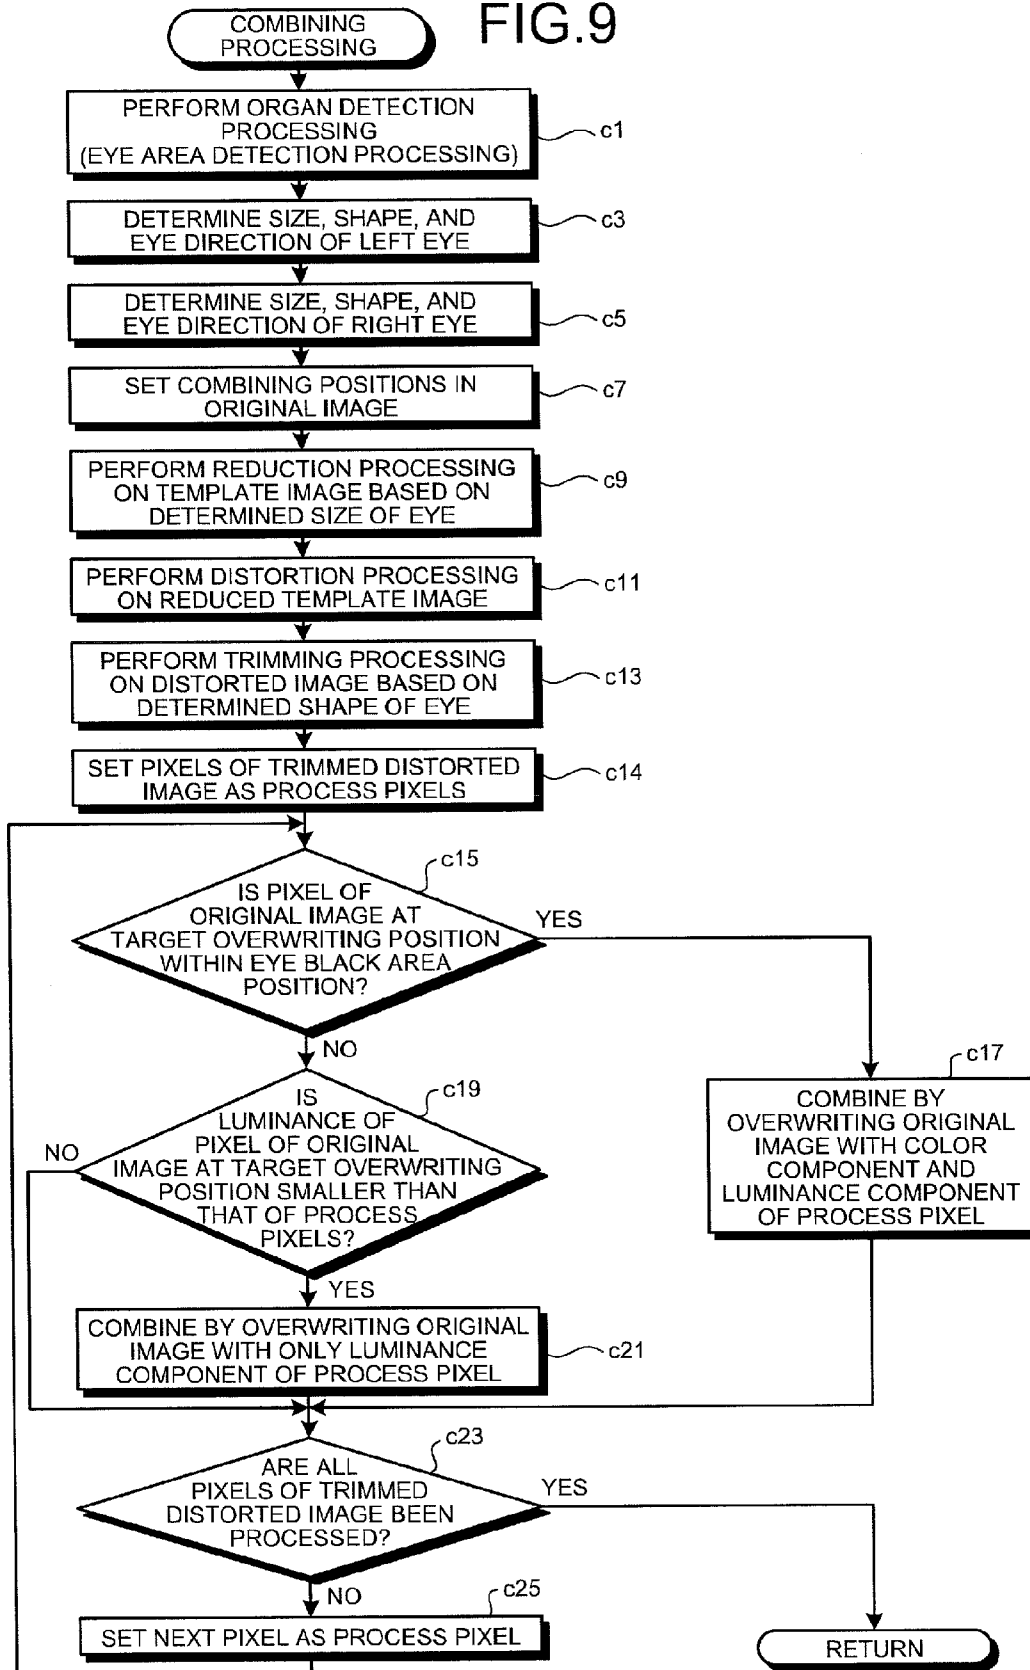 FIG.9
COMBINING
PROCESSING
PERFORM ORGAN DETECTION
PROCESSING
(EYE AREA DETECTION PROCESSING)
c1
DETERMINE SIZE, SHAPE, AND
EYE DIRECTION OF LEFT EYE
c3
DETERMINE SIZE, SHAPE, AND
EYE DIRECTION OF RIGHT EYE
c5
SET COMBINING POSITIONS IN
ORIGINAL IMAGE
c7
PERFORM REDUCTION PROCESSING
ON TEMPLATE IMAGE BASED ON
DETERMINED SIZE OF EYE
c9
PERFORM DISTORTION PROCESSING
ON REDUCED TEMPLATE IMAGE
c11
PERFORM TRIMMING PROCESSING
ON DISTORTED IMAGE BASED ON
DETERMINED SHAPE OF EYE
c13
SET PIXELS OF TRIMMED DISTORTED
IMAGE AS PROCESS PIXELS
c14
c15
IS PIXEL OF
ORIGINAL IMAGE AT
TARGET OVERWRITING POSITION
WITHIN EYE BLACK AREA
POSITION?
YES
NO
c17
COMBINE BY
OVERWRITING ORIGINAL
IMAGE WITH COLOR
COMPONENT AND
LUMINANCE COMPONENT
OF PROCESS PIXEL
c19
IS
LUMINANCE OF
PIXEL OF ORIGINAL
IMAGE AT TARGET OVERWRITING
POSITION SMALLER THAN
THAT OF PROCESS
PIXELS?
NO
YES
COMBINE BY OVERWRITING ORIGINAL
IMAGE WITH ONLY LUMINANCE
COMPONENT OF PROCESS PIXEL
c21
c23
ARE ALL
PIXELS OF TRIMMED
DISTORTED IMAGE BEEN
PROCESSED?
YES
NO
c25
SET NEXT PIXEL AS PROCESS PIXEL
RETURN